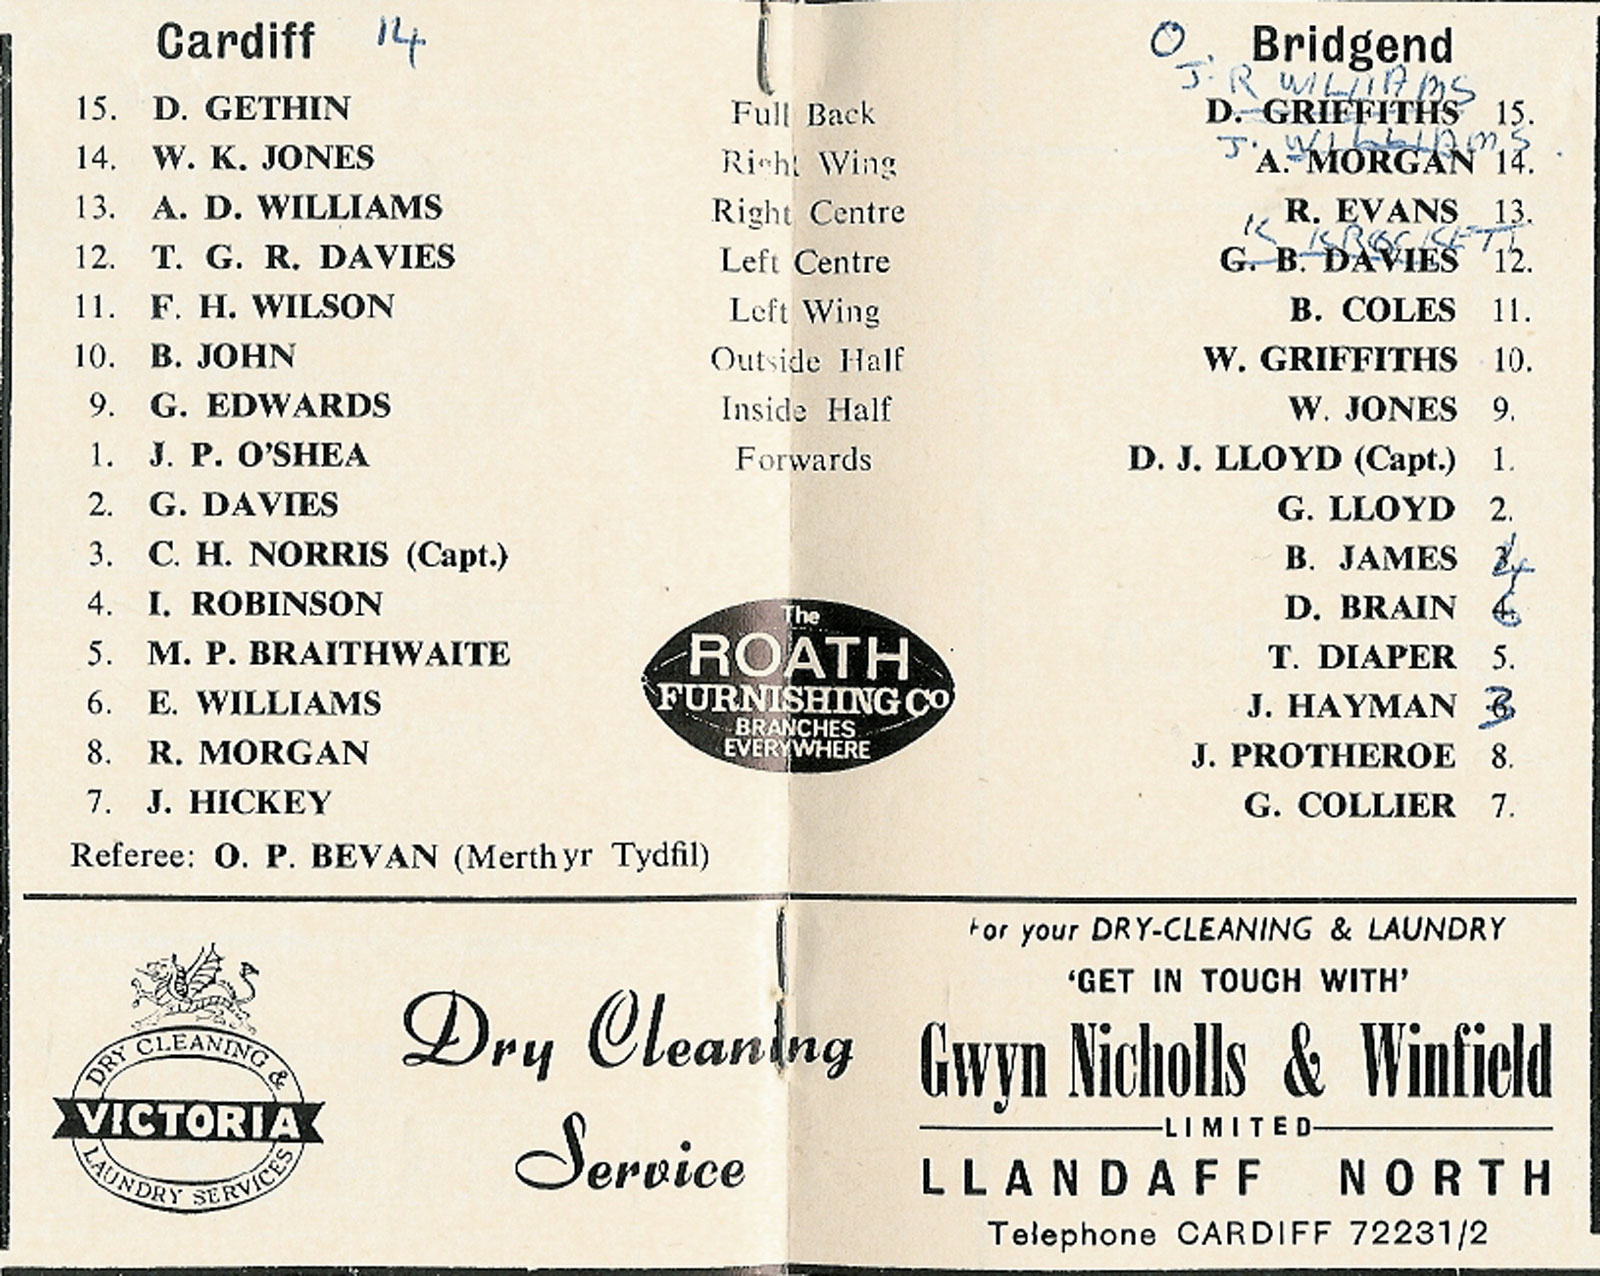 Cardiff 14
O Bridgend
J. R WILLIAMS
15. D. GETHIN Full Back D. GRIFFITHS 15.
J. WILLIAMS
14. W. K. JONES Right Wing A. MORGAN 14.
13. A. D. WILLIAMS Right Centre R. EVANS 13.
12. T. G. R. DAVIES Left Centre G. B. DAVIES 12.
11. F. H. WILSON Left Wing B. COLES 11.
10. B. JOHN Outside Half W. GRIFFITHS 10.
9. G. EDWARDS Inside Half W. JONES 9.
1. J. P. O'SHEA Forwards D. J. LLOYD (Capt.) 1.
2. G. DAVIES G. LLOYD 2.
3. C. H. NORRIS (Capt.) B. JAMES 3. 4
4. I. ROBINSON D. BRAIN 4. 6
5. M. P. BRAITHWAITE T. DIAPER 5.
6. E. WILLIAMS J. HAYMAN 6. 3
8. R. MORGAN J. PROTHEROE 8.
7. J. HICKEY G. COLLIER 7.
Referee: O. P. BEVAN (Merthyr Tydfil)
The
ROATH
FURNISHING CO
BRANCHES
EVERYWHERE
DRY CLEANING &
VICTORIA
LAUNDRY SERVICES
Dry Cleaning
Service
For your DRY-CLEANING & LAUNDRY
'GET IN TOUCH WITH'
Gwyn Nicholls & Winfield
LIMITED
LLANDAFF NORTH
Telephone CARDIFF 72231/2